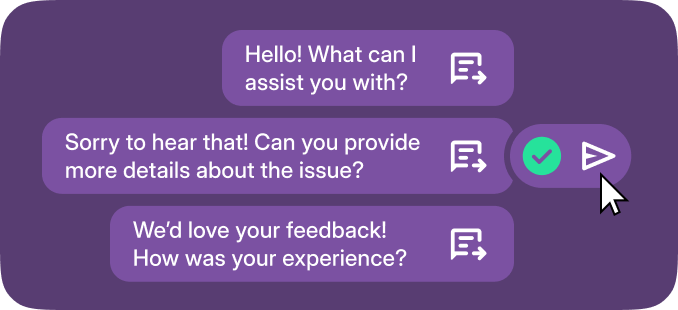 Hello! What can I
assist you with?
Sorry to hear that! Can you provide
more details about the issue?
We’d love your feedback!
How was your experience?